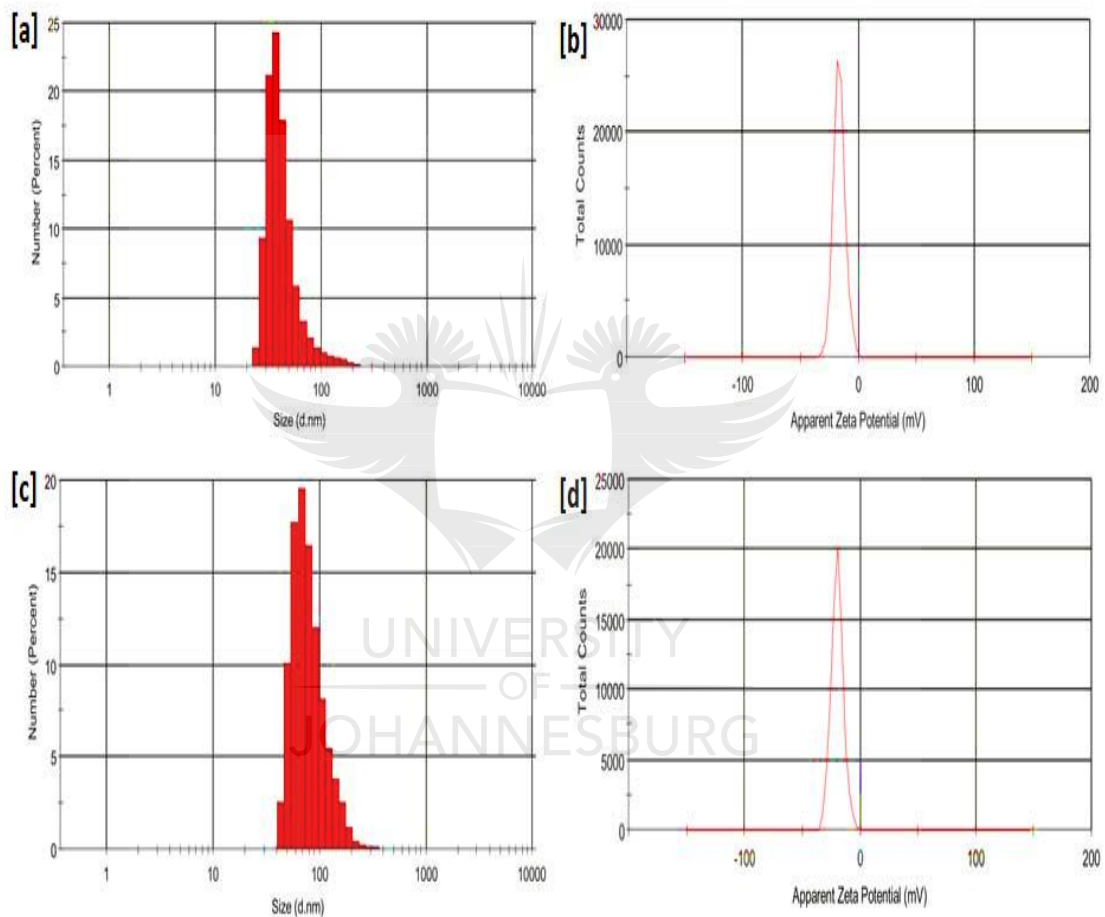 [a]
25
20
15
10
5
0
Number (Percent)
1 10 100 1000 10000
Size (d.nm)
[b]
30000
20000
10000
0
Total Counts
-100 0 100 200
Apparent Zeta Potential (mV)
[c]
20
15
10
5
0
Number (Percent)
1 10 100 1000 10000
Size (d.nm)
[d]
25000
20000
15000
10000
5000
0
Total Counts
-100 0 100 200
Apparent Zeta Potential (mV)
UNIVERSITY
OF
JOHANNESBURG